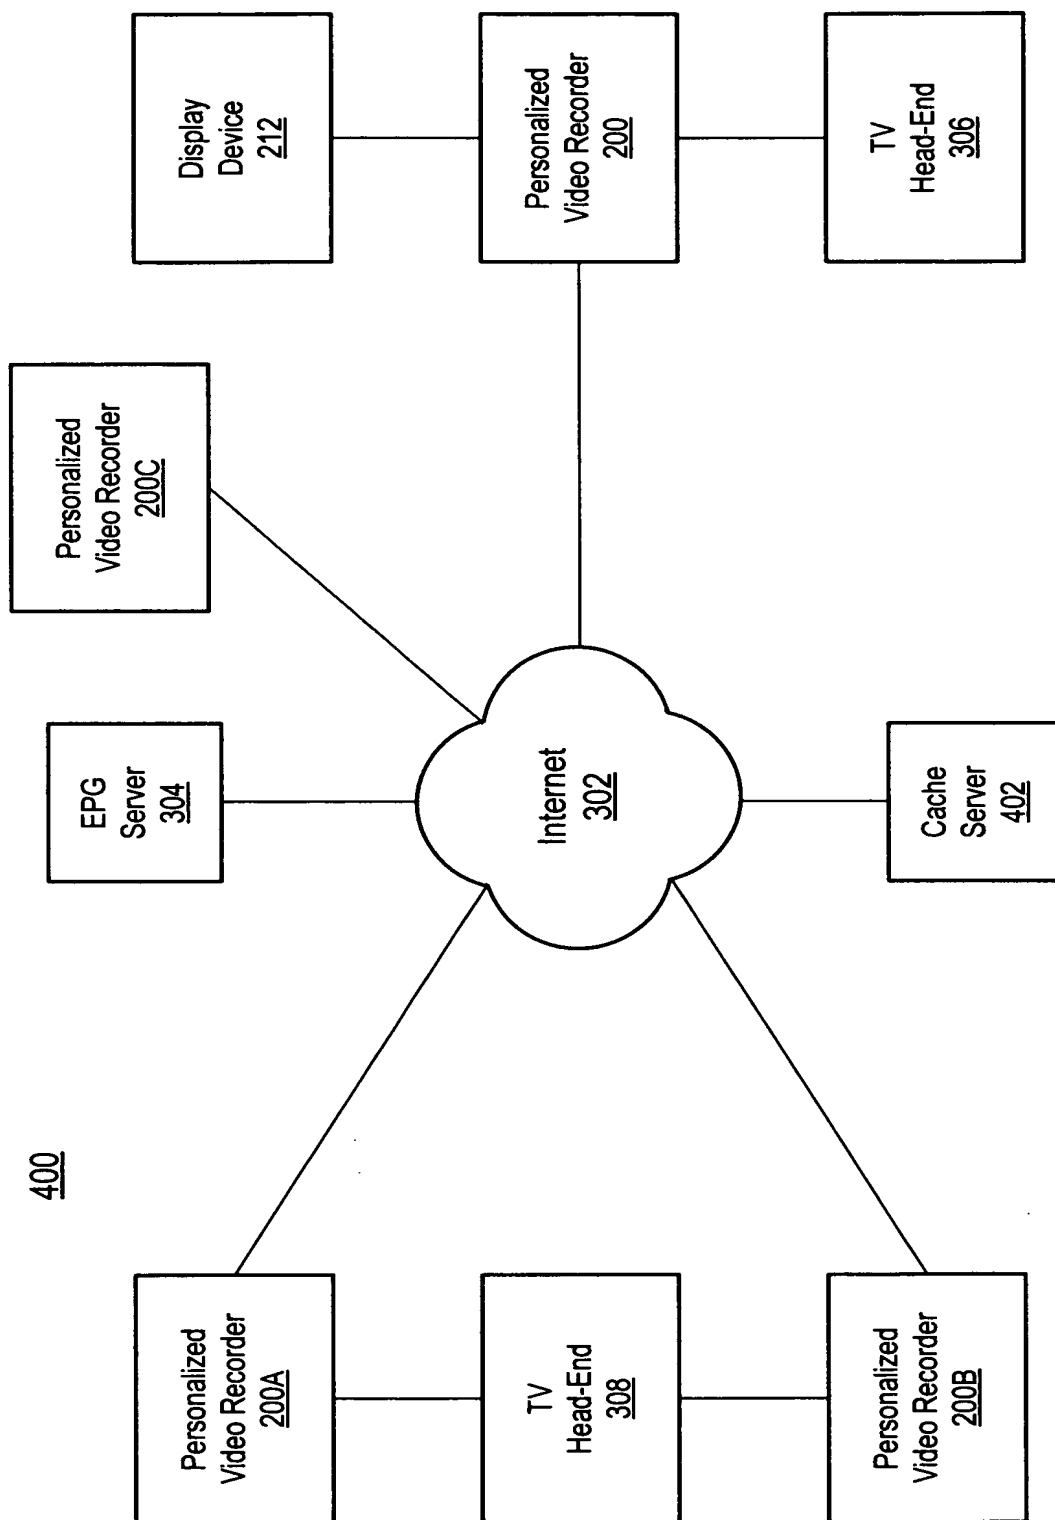 400
Personalized
Video Recorder
200A
TV
Head-End
308
Personalized
Video Recorder
200B
EPG
Server
304
Internet
302
Cache
Server
402
Personalized
Video Recorder
200C
Display
Device
212
Personalized
Video Recorder
200
TV
Head-End
306